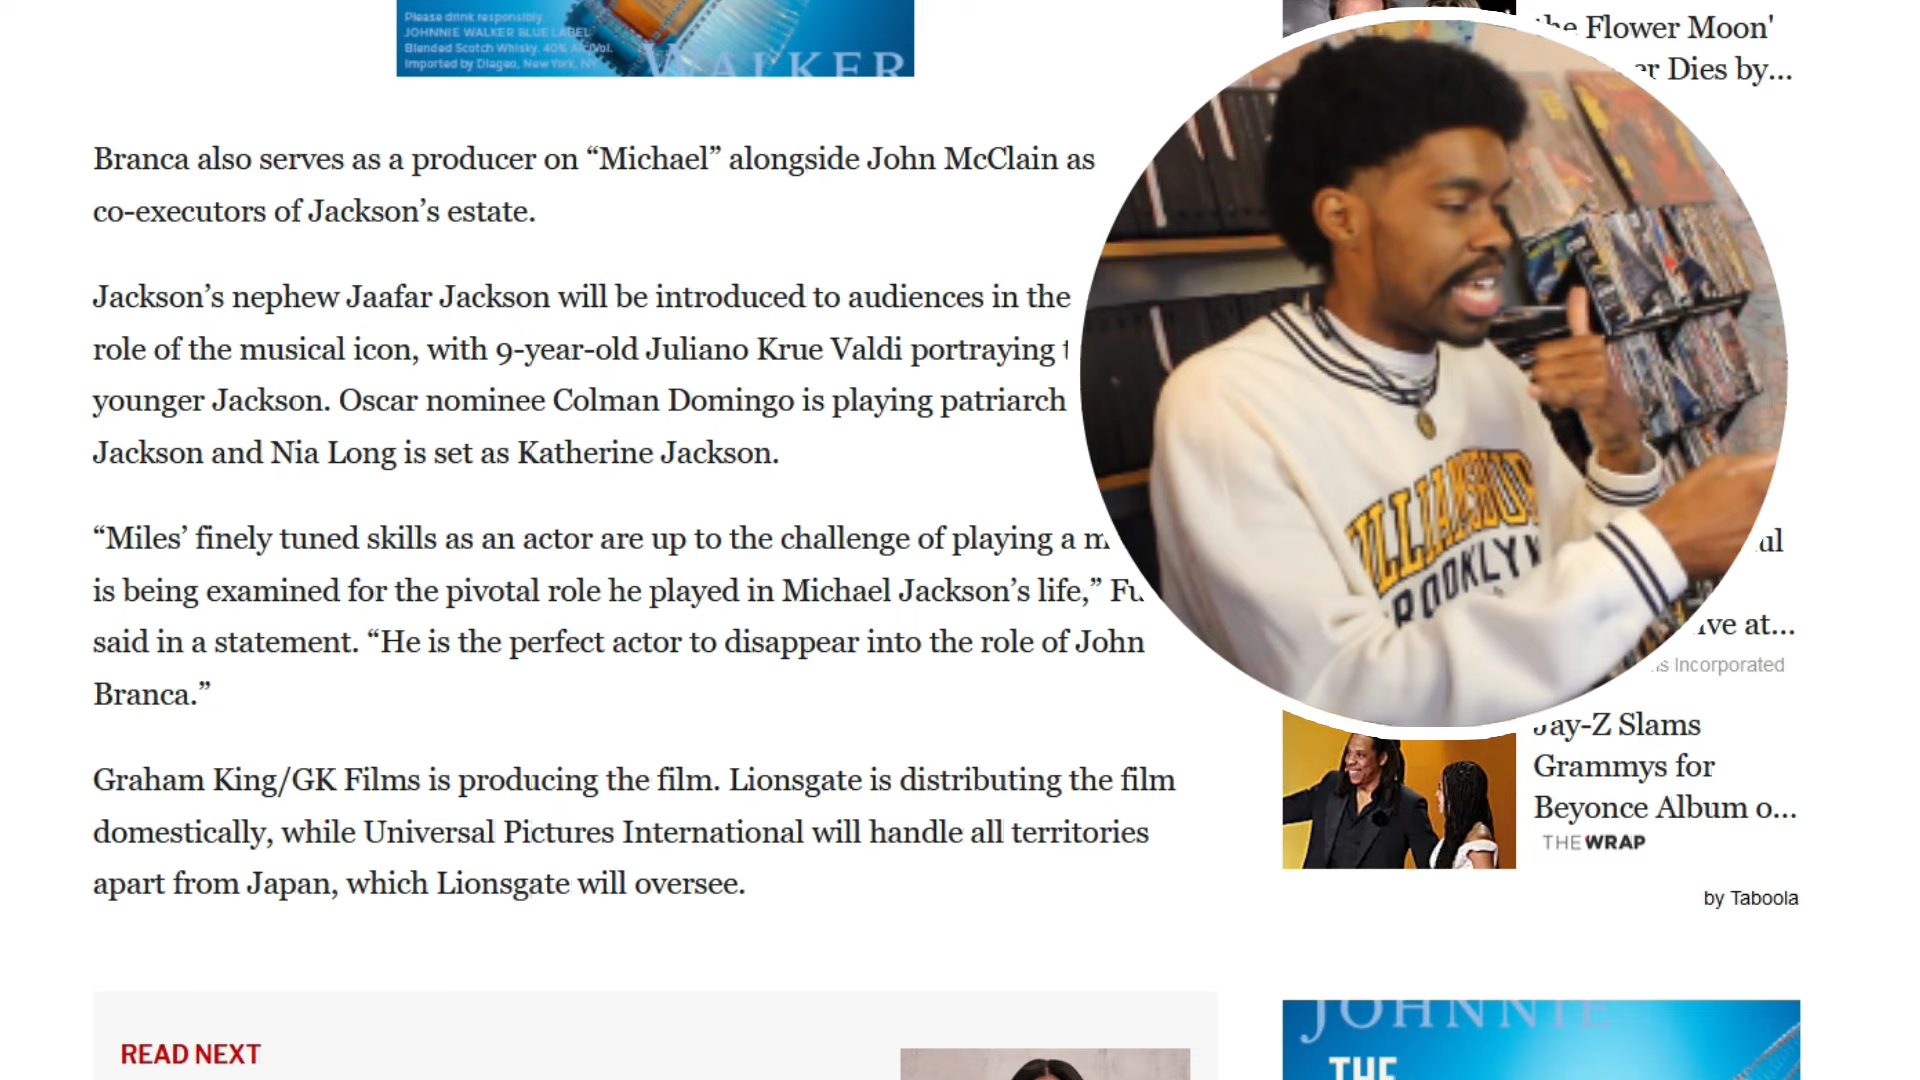 Please drink responsibly.
JOHNNIE WALKER BLUE LABEL
Blended Scotch Whisky. 40% Alc/Vol.
Imported by Diageo, New York, NY
WALKER
Branca also serves as a producer on “Michael” alongside John McClain as
co-executors of Jackson’s estate.
Jackson’s nephew Jaafar Jackson will be introduced to audiences in the
role of the musical icon, with 9-year-old Juliano Krue Valdi portraying
younger Jackson. Oscar nominee Colman Domingo is playing patriarch
Jackson and Nia Long is set as Katherine Jackson.
“Miles’ finely tuned skills as an actor are up to the challenge of playing a
is being examined for the pivotal role he played in Michael Jackson’s life,”
said in a statement. “He is the perfect actor to disappear into the role of John
Branca.”
Graham King/GK Films is producing the film. Lionsgate is distributing the film
domestically, while Universal Pictures International will handle all territories
apart from Japan, which Lionsgate will oversee.
READ NEXT
the Flower Moon'
Dies by...
at...
Incorporated
Jay-Z Slams
Grammys for
Beyonce Album o...
THE WRAP
by Taboola
JOHNNIE
THE